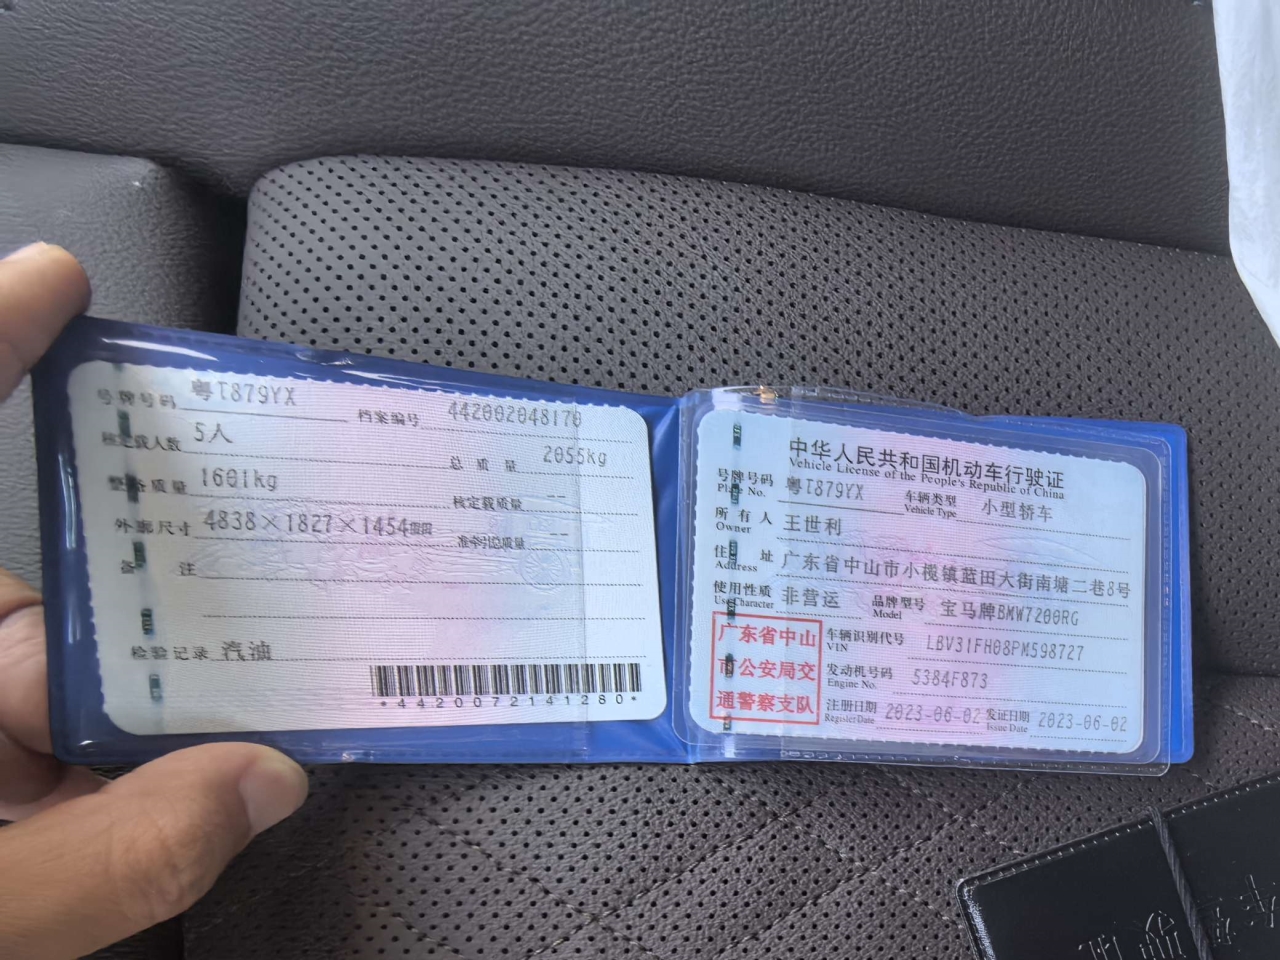 号牌号码 粤T879YX 档案编号 442002048170
核定载人数 5人 总质量 2055kg
整备质量 1601kg 核定载质量 --
外廓尺寸 4838×1827×1454 准牵引总质量 --
备注
检验记录 汽油
*4420072141280*
中华人民共和国机动车行驶证
Vehicle License of the People's Republic of China
号牌号码 粤T879YX 车辆类型 小型轿车
Plate No. Vehicle Type
所有人 王世利
Owner
住址 广东省中山市小榄镇蓝田大街南塘二巷8号
Address
使用性质 非营运 品牌型号 宝马牌BMW7200RG
Use Character Model
广东省中山
市公安局交
通警察支队
车辆识别代号 LBV31FH08PM598727
VIN
发动机号码 5384F873
Engine No.
注册日期 2023-06-02 发证日期 2023-06-02
Register Date Issue Date